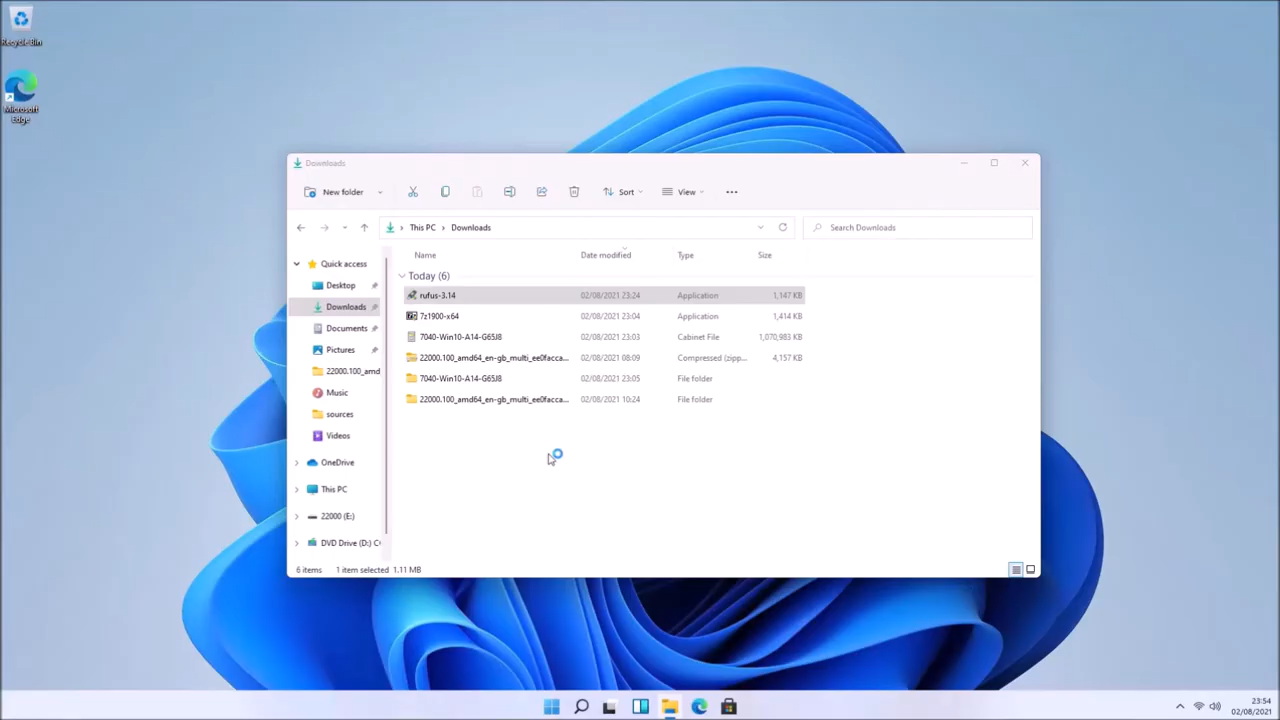 Recycle Bin
Microsoft
Edge
Downloads
New folder
Sort
View
This PC
Downloads
Search Downloads
Name
Date modified
Type
Size
Quick access
Today (6)
Desktop
rufus-3.14
02/08/2021 23:24
Application
1,147 KB
Downloads
7z1900-x64
02/08/2021 23:04
Application
1,414 KB
Documents
7040-Win10-A14-G65J8
02/08/2021 23:03
Cabinet File
1,070,983 KB
Pictures
22000.100_amd64_en-gb_multi_ee0facca...
02/08/2021 08:09
Compressed (zipp...
4,157 KB
22000.100_amd
7040-Win10-A14-G65J8
02/08/2021 23:05
File folder
Music
22000.100_amd64_en-gb_multi_ee0facca...
02/08/2021 10:24
File folder
sources
Videos
OneDrive
This PC
22000 (E:)
DVD Drive (D:) C
6 items
1 item selected 1.11 MB
23:54
02/08/2021